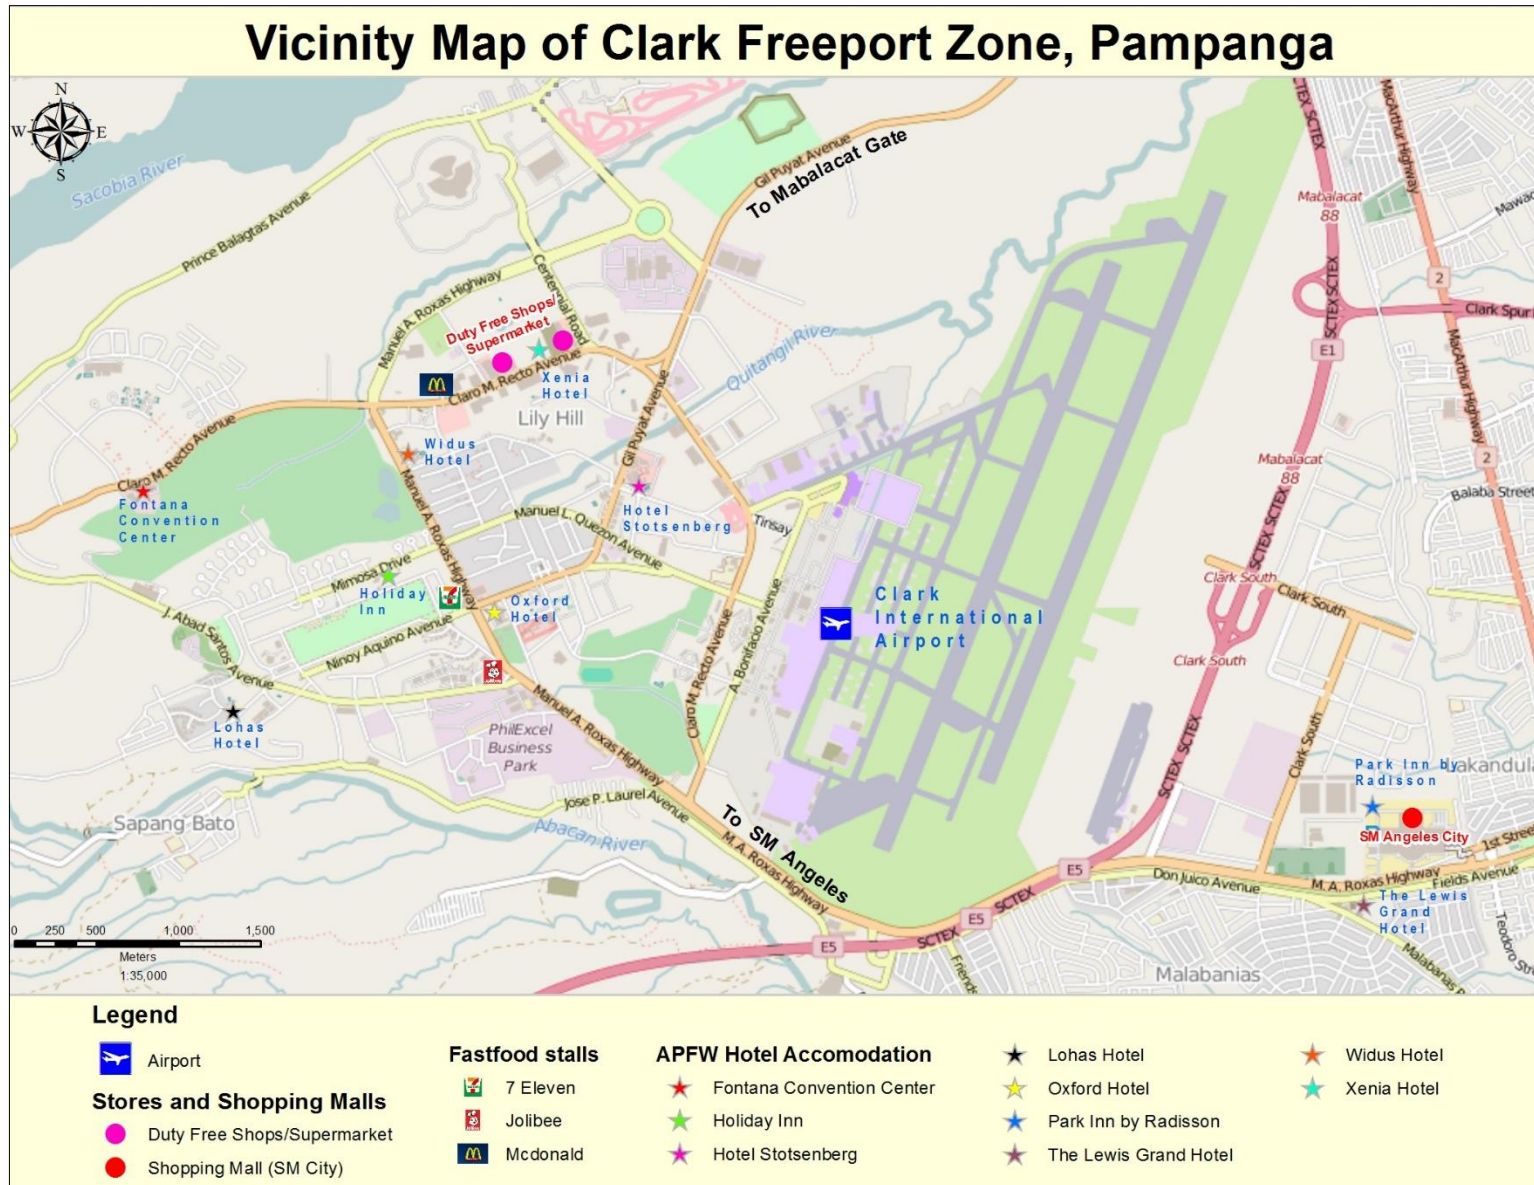 Vicinity Map of Clark Freeport Zone, Pampanga
N
W
E
S
Sacobia River
Prince Balagtas Avenue
Gil Puyat Avenue
To Mabalacat Gate
SCTEX SCTEX
MacArthur Highway
Mabalacat
88
2
Clark Spur
SCTEX SCTEX
E1
MacArthur Highway
Manuel A. Roxas Highway
Centennial Road
Duty Free Shops/
Supermarket
Claro M. Recto Avenue
Xenia
Hotel
Lily Hill
Quitangil River
Gil Puyat Avenue
Claro M. Recto Avenue
Widus
Hotel
Fontana
Convention
Center
Manuel A. Roxas Highway
Hotel
Stotsenberg
Manuel L. Quezon Avenue
Tinsay
Mabalacat
88
2
Balaba Street
SCTEX SCTEX
Mimosa Drive
Holiday
Inn
7
Oxford
Hotel
Clark
International
Airport
Clark South
Clark South
Clark South
J. Abad Santos Avenue
Ninoy Aquino Avenue
A. Bonifacio Avenue
Claro M. Recto Avenue
Manuel A. Roxas Highway
Lohas
Hotel
PhilExcel
Business
Park
Clark South
SCTEX SCTEX
Park Inn by
Radisson
SM Angeles City
1st Street
Jose P. Laurel Avenue
Abacan River
Sapang Bato
To SM Angeles
M. A. Roxas Highway
E5
Don Juico Avenue
M. A. Roxas Highway
Fields Avenue
The Lewis
Grand
Hotel
E5
SCTEX
E5
SCTEX
Malabanias
0 250 500 1,000 1,500
Meters
1:35,000
Legend
Airport
Stores and Shopping Malls
Duty Free Shops/Supermarket
Shopping Mall (SM City)
Fastfood stalls
7 Eleven
Jolibee
Mcdonald
APFW Hotel Accomodation
Fontana Convention Center
Holiday Inn
Hotel Stotsenberg
Lohas Hotel
Oxford Hotel
Park Inn by Radisson
The Lewis Grand Hotel
Widus Hotel
Xenia Hotel